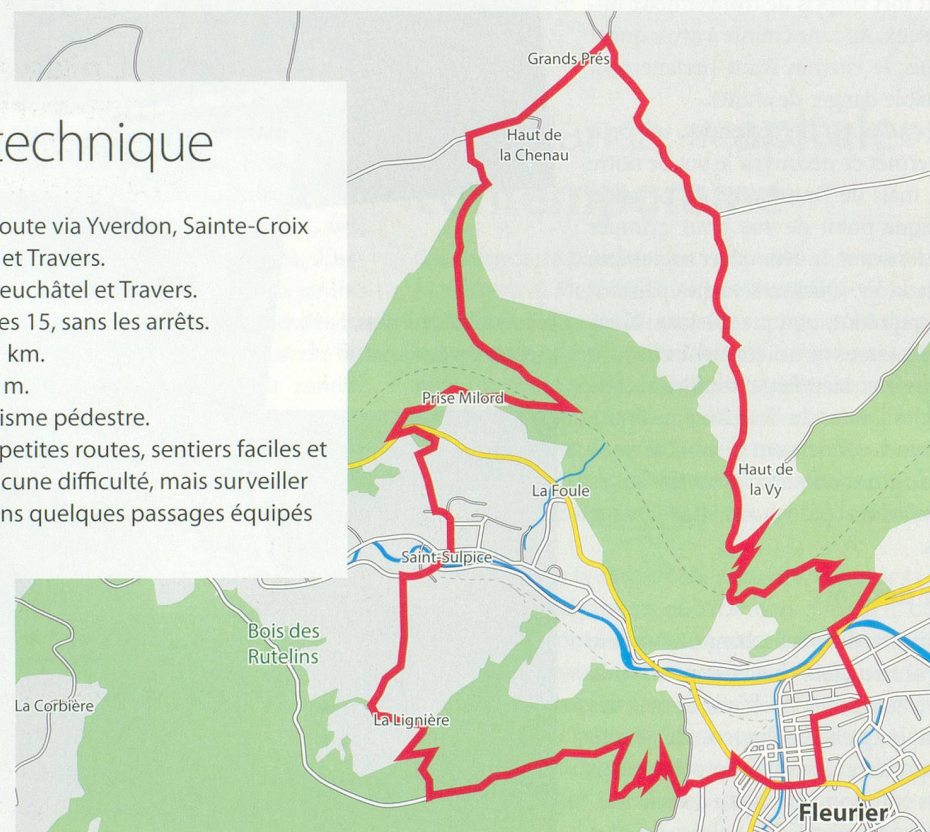 technique
oute via Yverdon, Sainte-Croix
et Travers.
euchâtel et Travers.
es 15, sans les arrêts.
km.
m.
isme pédestre.
petites routes, sentiers faciles et
cune difficulté, mais surveiller
ns quelques passages équipés
Grands Prés
Haut de
la Chenau
Prise Milord
Haut de
la Vy
La Foule
Saint-Sulpice
Bois des
Rutelins
La Corbière
La Lignière
Fleurier